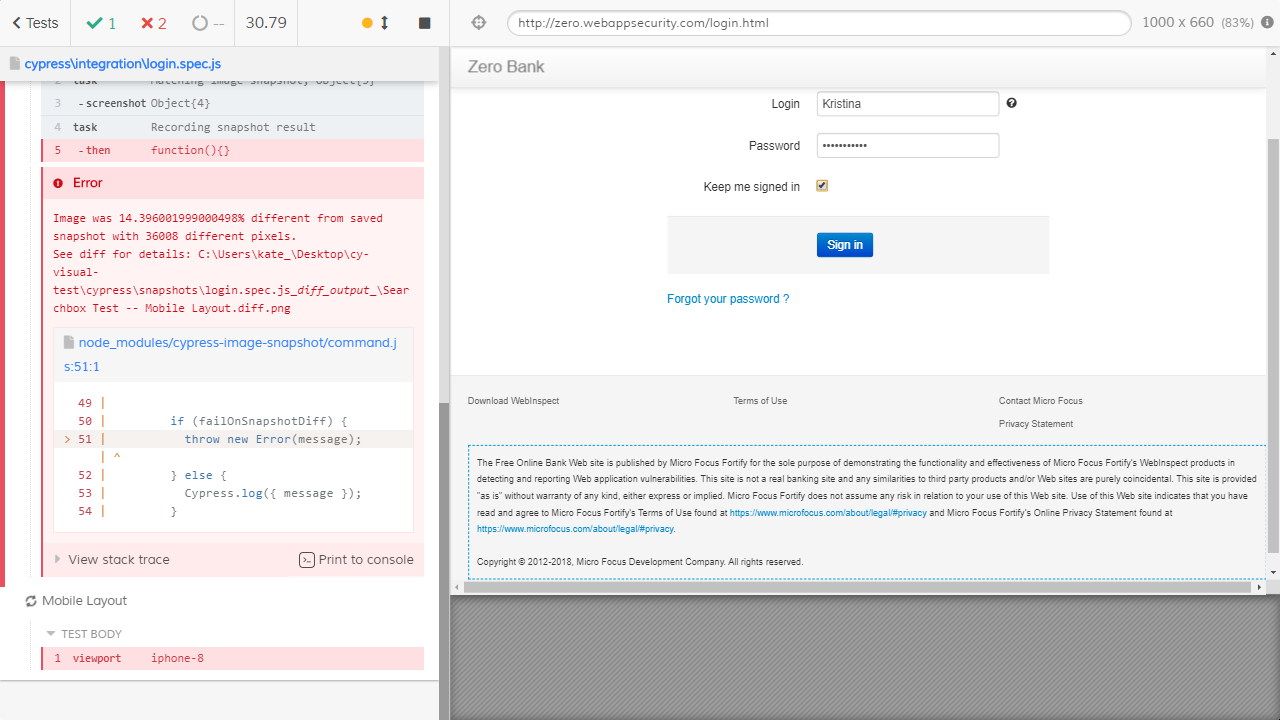 Tests 1 2 -- 30.79
http://zero.webappsecurity.com/login.html 1000 x 660 (83%)
cypress\integration\login.spec.js
2 task Matching image snapshot, Object{5}
3 -screenshot Object{4}
4 task Recording snapshot result
5 -then function(){}
Error
Image was 14.396001999000498% different from saved
snapshot with 36008 different pixels.
See diff for details: C:\Users\kate_\Desktop\cy-
visual-
test\cypress\snapshots\login.spec.js_diff_output_\Sear
chbox Test -- Mobile Layout.diff.png
node_modules/cypress-image-snapshot/command.j
s:51:1
49 |
50 | if (failOnSnapshotDiff) {
> 51 | throw new Error(message);
| ^
52 | } else {
53 | Cypress.log({ message });
54 | }
View stack trace Print to console
Mobile Layout
TEST BODY
1 viewport iphone-8
Zero Bank
Login Kristina
Password •••••••••••
Keep me signed in
Sign in
Forgot your password ?
Download WebInspect Terms of Use Contact Micro Focus
Privacy Statement
The Free Online Bank Web site is published by Micro Focus Fortify for the sole purpose of demonstrating the functionality and effectiveness of Micro Focus Fortify's WebInspect products in
detecting and reporting Web application vulnerabilities. This site is not a real banking site and any similarities to third party products and/or Web sites are purely coincidental. This site is provided
"as is" without warranty of any kind, either express or implied. Micro Focus Fortify does not assume any risk in relation to your use of this Web site. Use of this Web site indicates that you have
read and agree to Micro Focus Fortify's Terms of Use found at https://www.microfocus.com/about/legal/#privacy and Micro Focus Fortify's Online Privacy Statement found at
https://www.microfocus.com/about/legal/#privacy.
Copyright © 2012-2018, Micro Focus Development Company. All rights reserved.